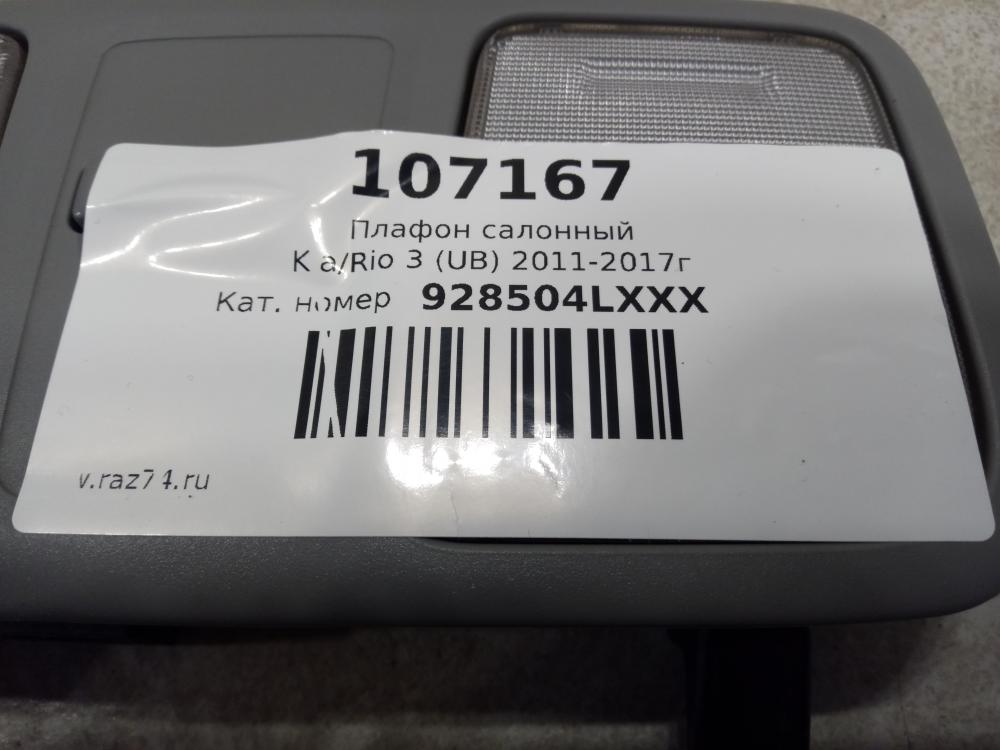 107167
Плафон салонный
K a/Rio 3 (UB) 2011-2017г
Кат. номер 928504LXXX
v.raz74.ru